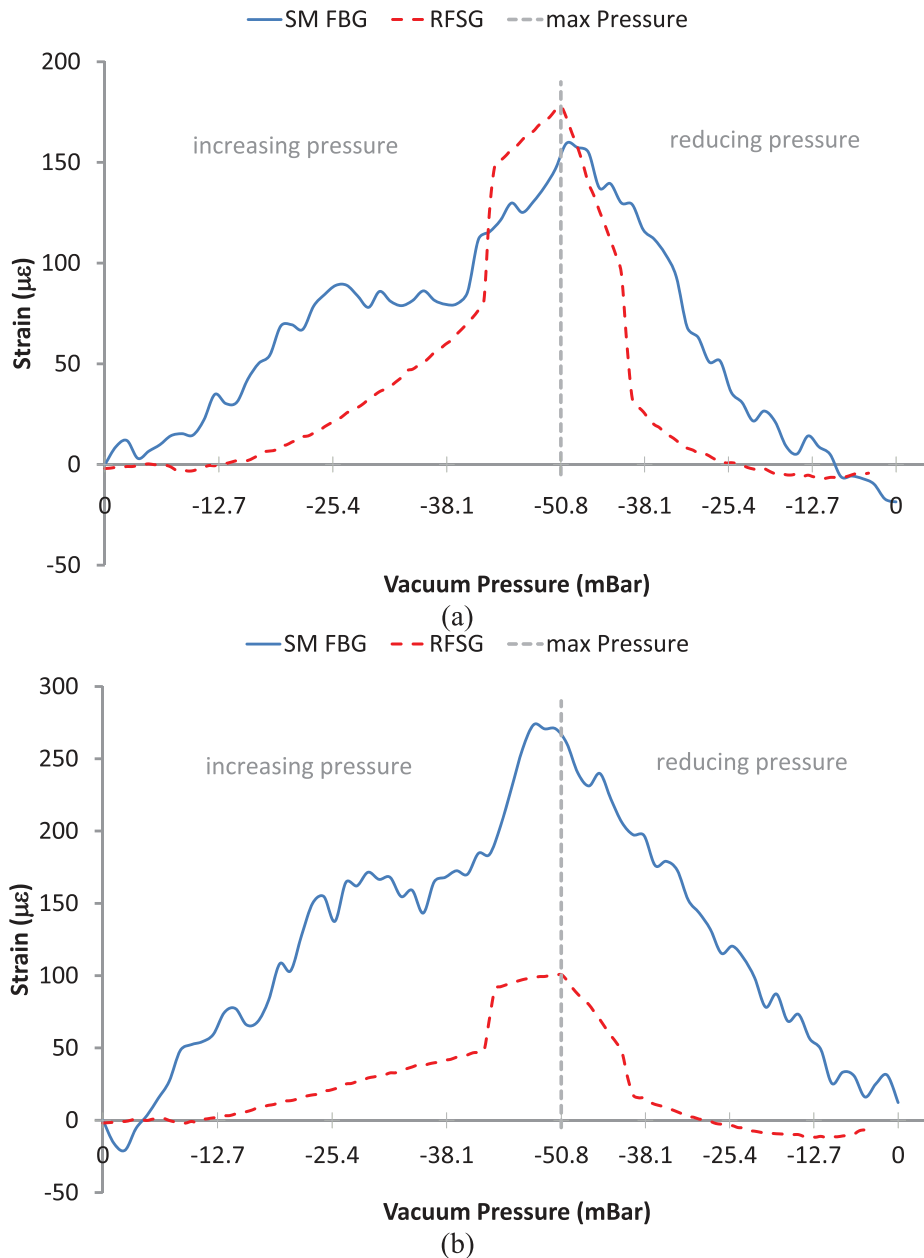 SM FBG RFSG max Pressure
200
150
100
50
0
-50
Strain (µε)
increasing pressure
reducing pressure
0 -12.7 -25.4 -38.1 -50.8 -38.1 -25.4 -12.7 0
Vacuum Pressure (mBar)
(a)
SM FBG RFSG max Pressure
300
250
200
150
100
50
0
-50
Strain (µε)
increasing pressure
reducing pressure
0 -12.7 -25.4 -38.1 -50.8 -38.1 -25.4 -12.7 0
Vacuum Pressure (mBar)
(b)